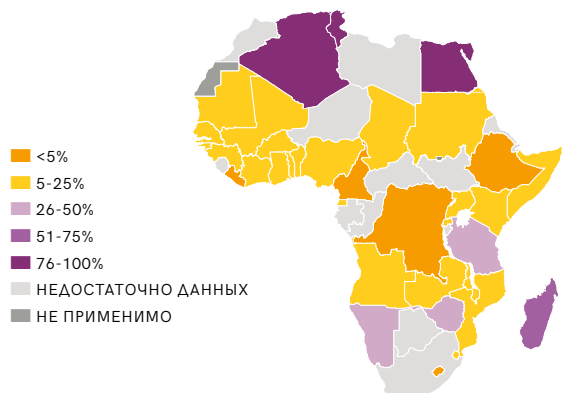 <5%
5-25%
26-50%
51-75%
76-100%
НЕДОСТАТОЧНО ДАННЫХ
НЕ ПРИМЕНИМО